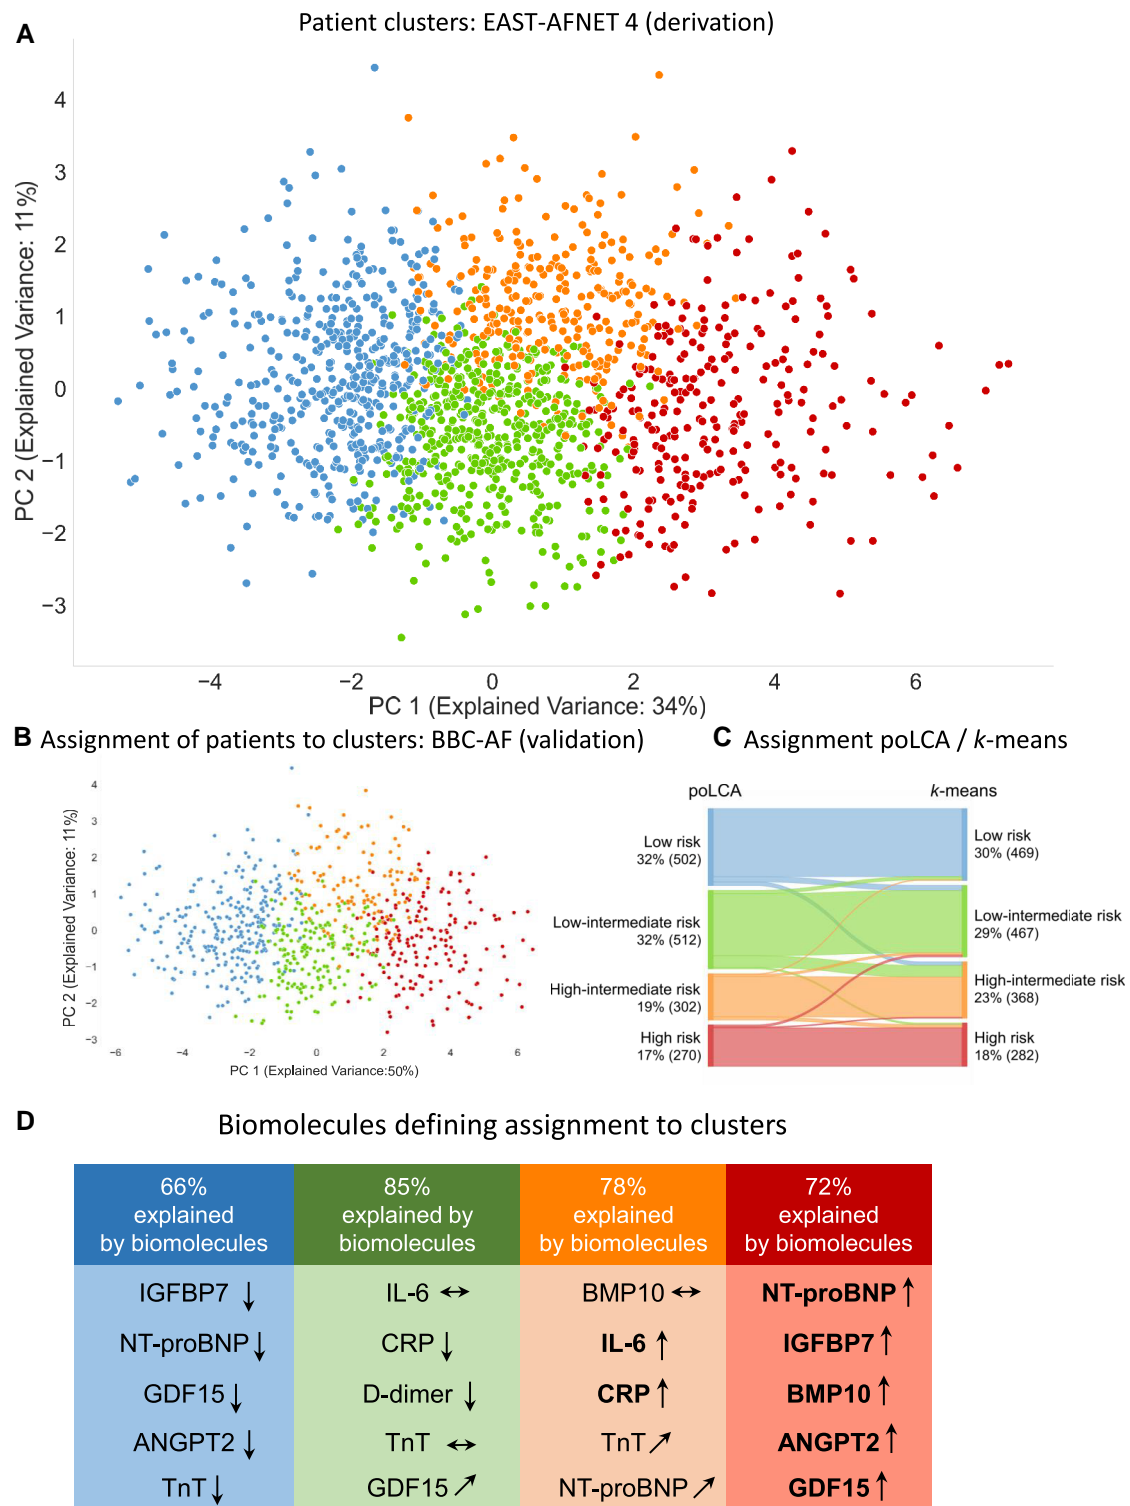 A
Patient clusters: EAST-AFNET 4 (derivation)
PC 2 (Explained Variance: 11%)
4
3
2
1
0
−1
−2
−3
−4
−2
0
2
4
6
PC 1 (Explained Variance: 34%)
B Assignment of patients to clusters: BBC-AF (validation)
PC 2 (Explained Variance: 11%)
4
3
2
1
0
−1
−2
−3
−6
−4
−2
0
2
4
6
PC 1 (Explained Variance:50%)
C Assignment poLCA / k-means
poLCA
k-means
Low risk
32% (502)
Low-intermediate risk
32% (512)
High-intermediate risk
19% (302)
High risk
17% (270)
Low risk
30% (469)
Low-intermediate risk
29% (467)
High-intermediate risk
23% (368)
High risk
18% (282)
D
Biomolecules defining assignment to clusters
66%
explained
by biomolecules
IGFBP7 ↓
NT-proBNP ↓
GDF15 ↓
ANGPT2 ↓
TnT ↓
85%
explained by
biomolecules
IL-6 ↔
CRP ↓
D-dimer ↓
TnT ↔
GDF15 ↗
78%
explained
by biomolecules
BMP10 ↔
IL-6 ↑
CRP ↑
TnT ↗
NT-proBNP ↗
72%
explained
by biomolecules
NT-proBNP ↑
IGFBP7 ↑
BMP10 ↑
ANGPT2 ↑
GDF15 ↑